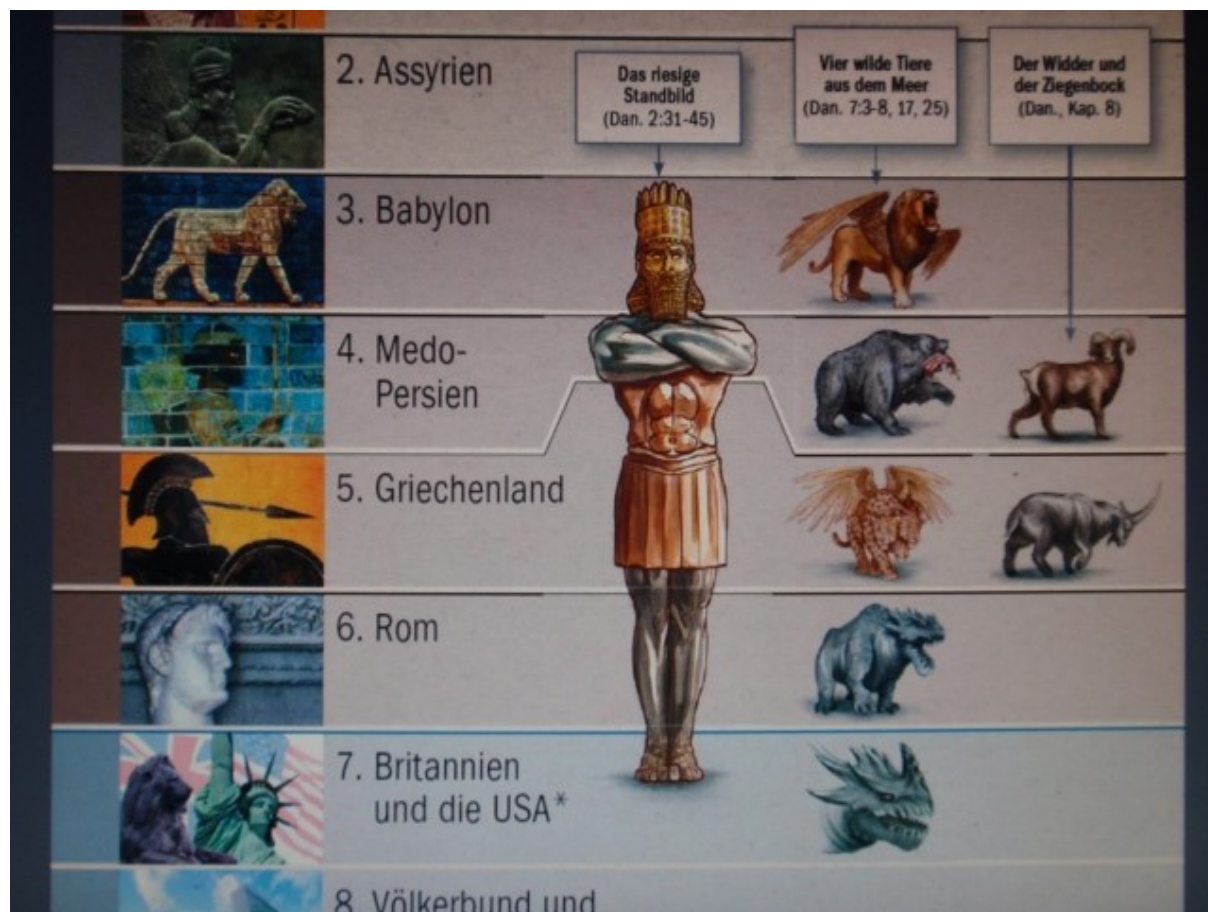 2. Assyrien
Das riesige
Standbild
(Dan. 2:31-45)
Vier wilde Tiere
aus dem Meer
(Dan. 7:3-8, 17, 25)
Der Widder und
der Ziegenbock
(Dan., Kap. 8)
3. Babylon
4. Medo-
Persien
5. Griechenland
6. Rom
7. Britannien
und die USA*
8. Völkerbund und